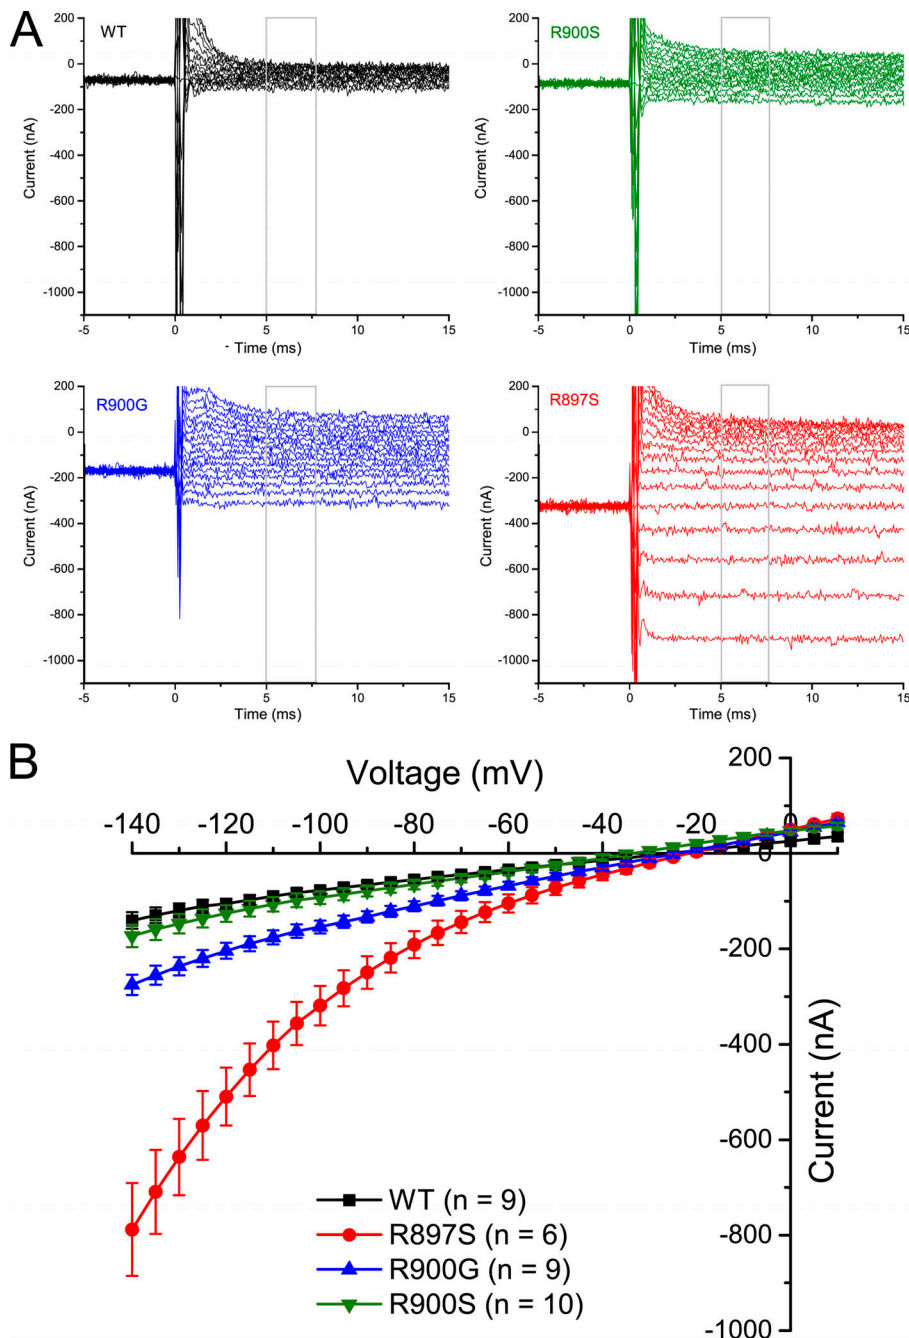 A
WT
200
0
-200
-400
-600
-800
-1000
Current (nA)
-5 0 5 10 15
- Time (ms)
R900S
200
0
-200
-400
-600
-800
-1000
Current (nA)
-5 0 5 10 15
Time (ms)
R900G
200
0
-200
-400
-600
-800
-1000
Current (nA)
-5 0 5 10 15
Time (ms)
R897S
200
0
-200
-400
-600
-800
-1000
Current (nA)
-5 0 5 10 15
Time (ms)
B
Voltage (mV)
-140 -120 -100 -80 -60 -40 -20 0
200
0
-200
-400
-600
-800
-1000
Current (nA)
WT (n = 9)
R897S (n = 6)
R900G (n = 9)
R900S (n = 10)